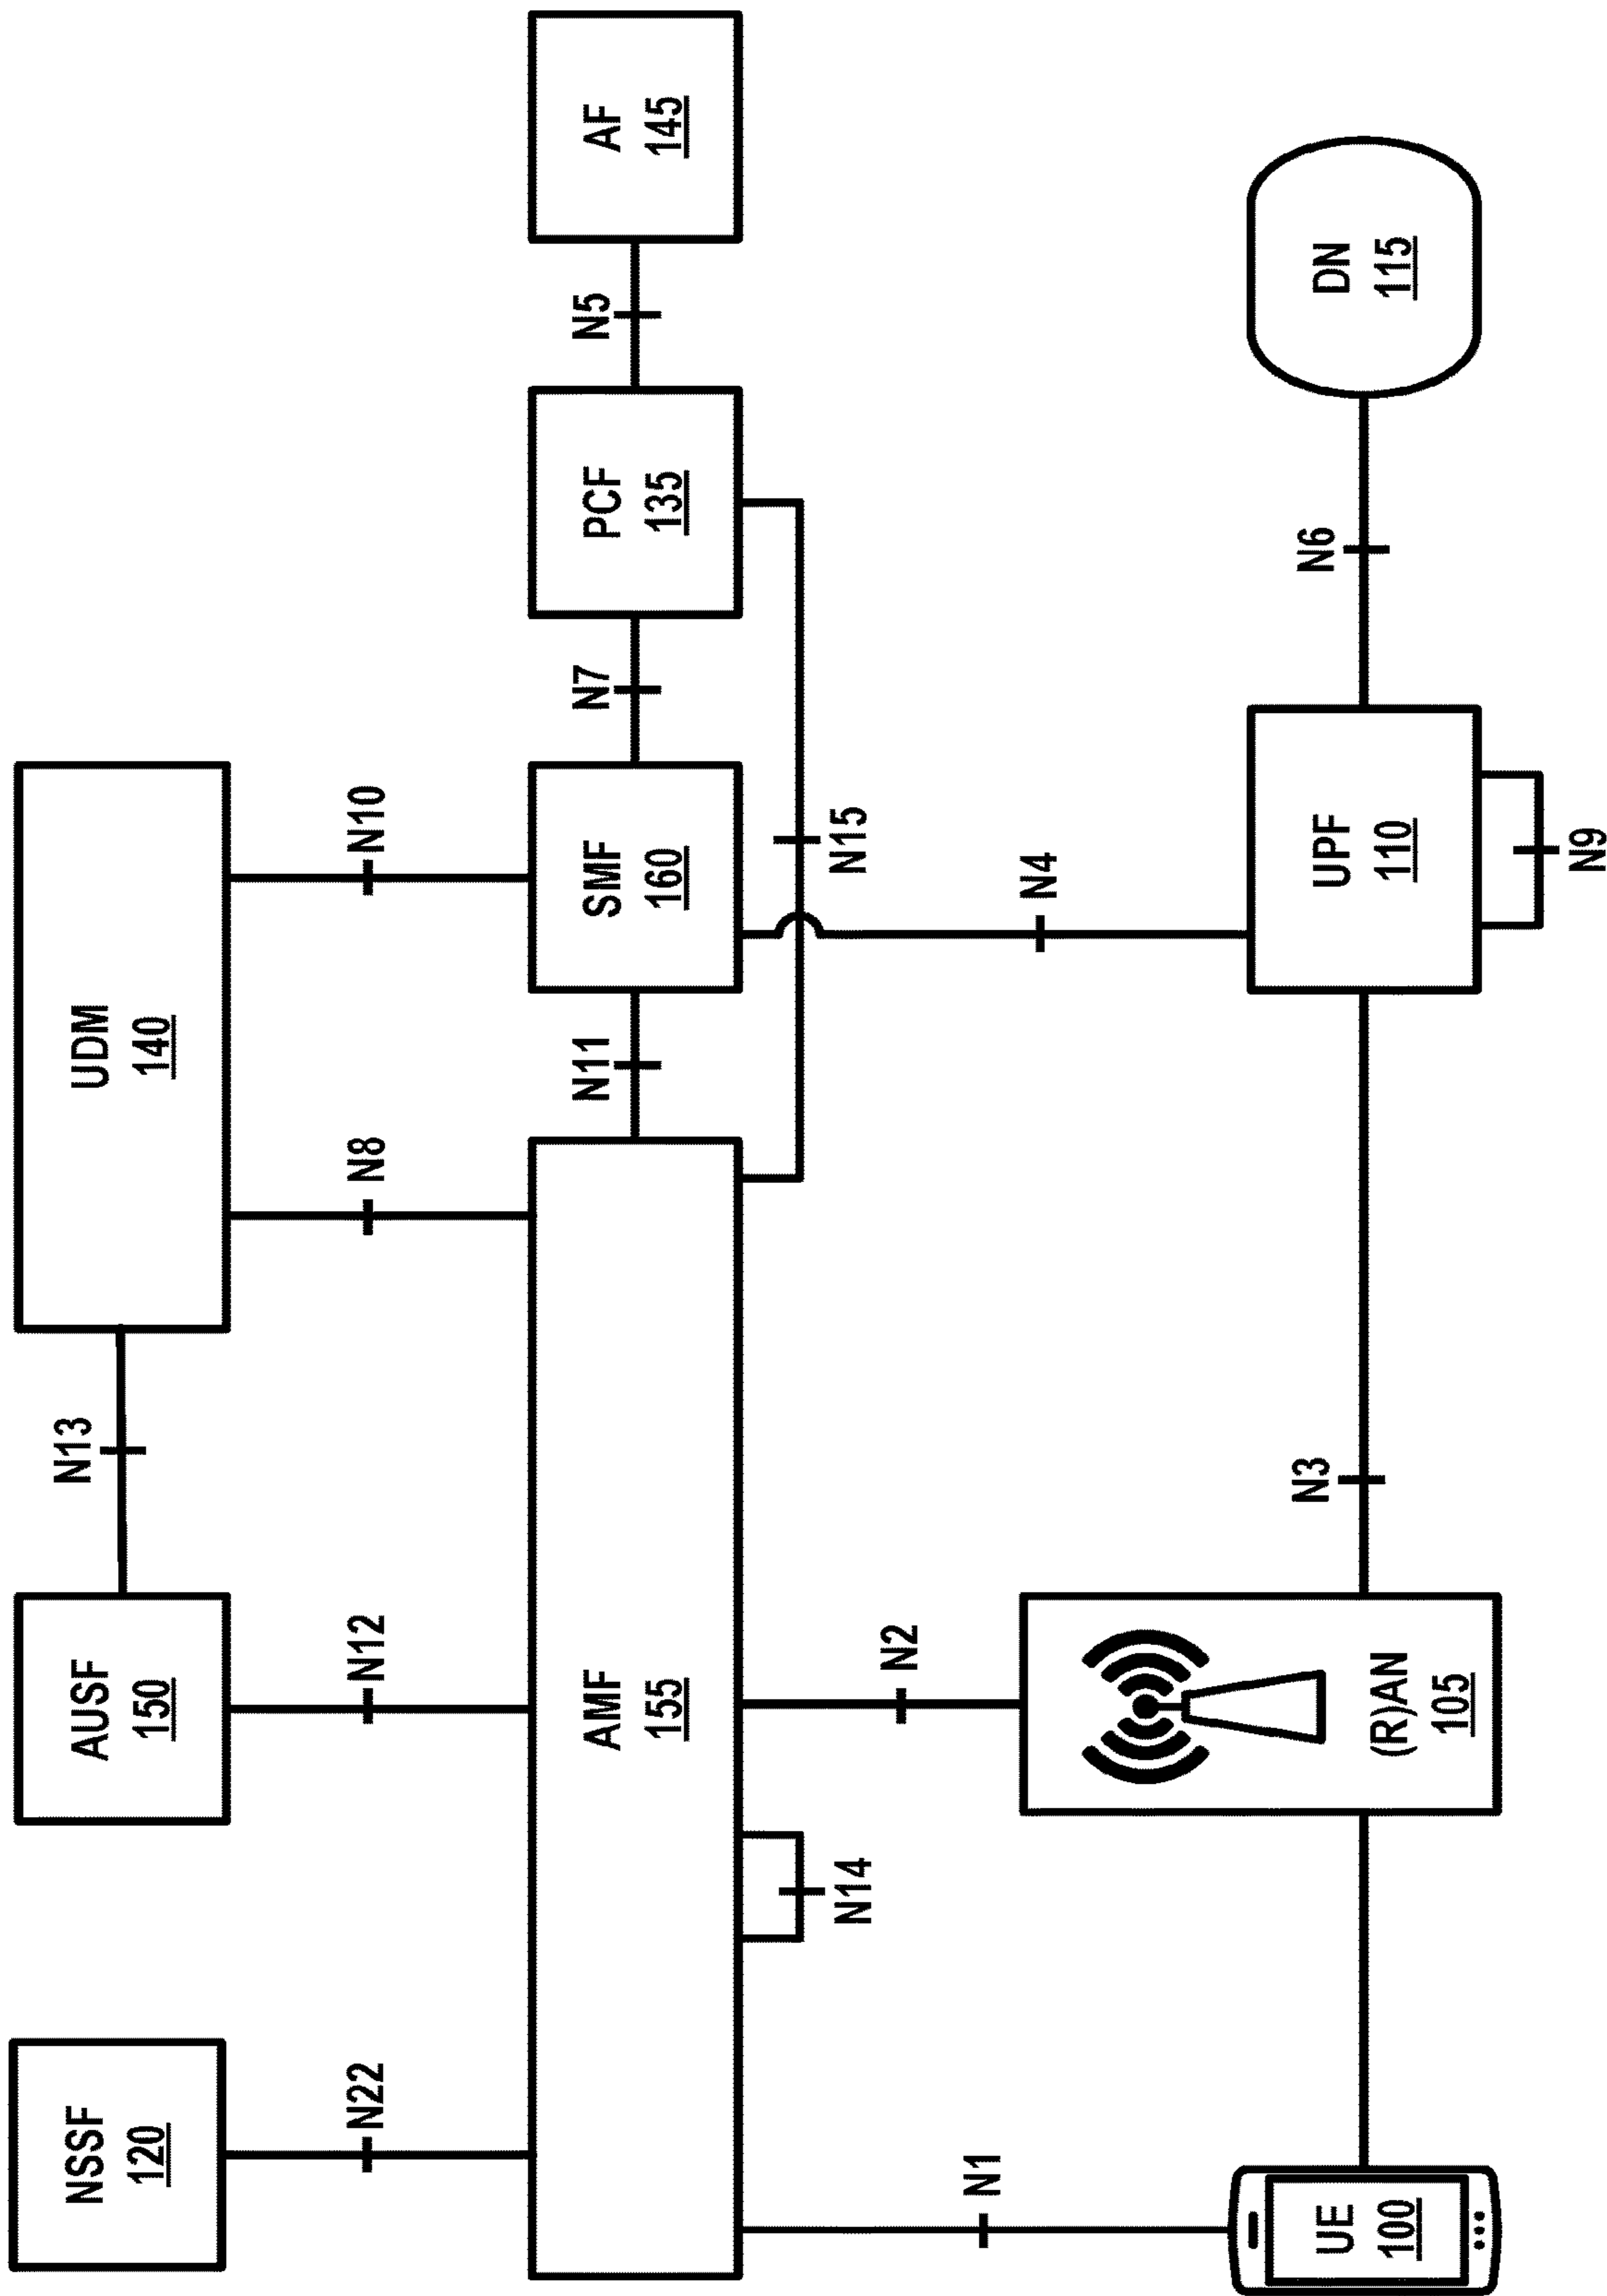 NSSF
120
AUSF
150
N13
UDM
140
N22
N12
N8
N10
AMF
155
N11
SMF
160
N7
PCF
135
N5
AF
145
N14
N15
N1
N2
N4
UE
100
(R)AN
105
N3
UPF
110
N9
N6
DN
115